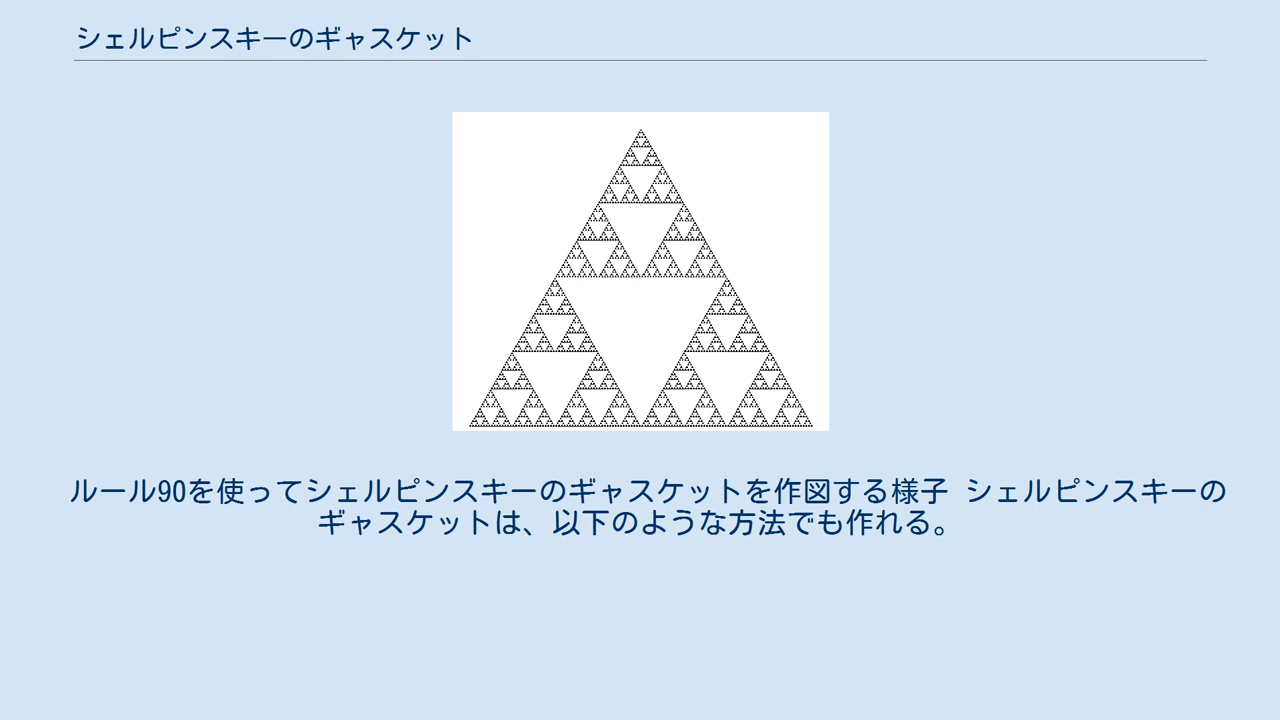 シェルピンスキーのギャスケット
ルール90を使ってシェルピンスキーのギャスケットを作図する様子 シェルピンスキーの
ギャスケットは、以下のような方法でも作れる。